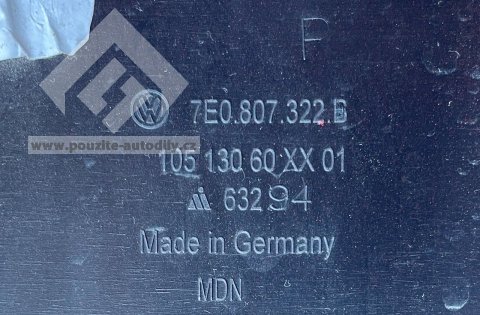 F
7E0.807.322.B
www.pouzite-autodily.cz
105 130 60 XX 01
63294
Made in Germany
MDN